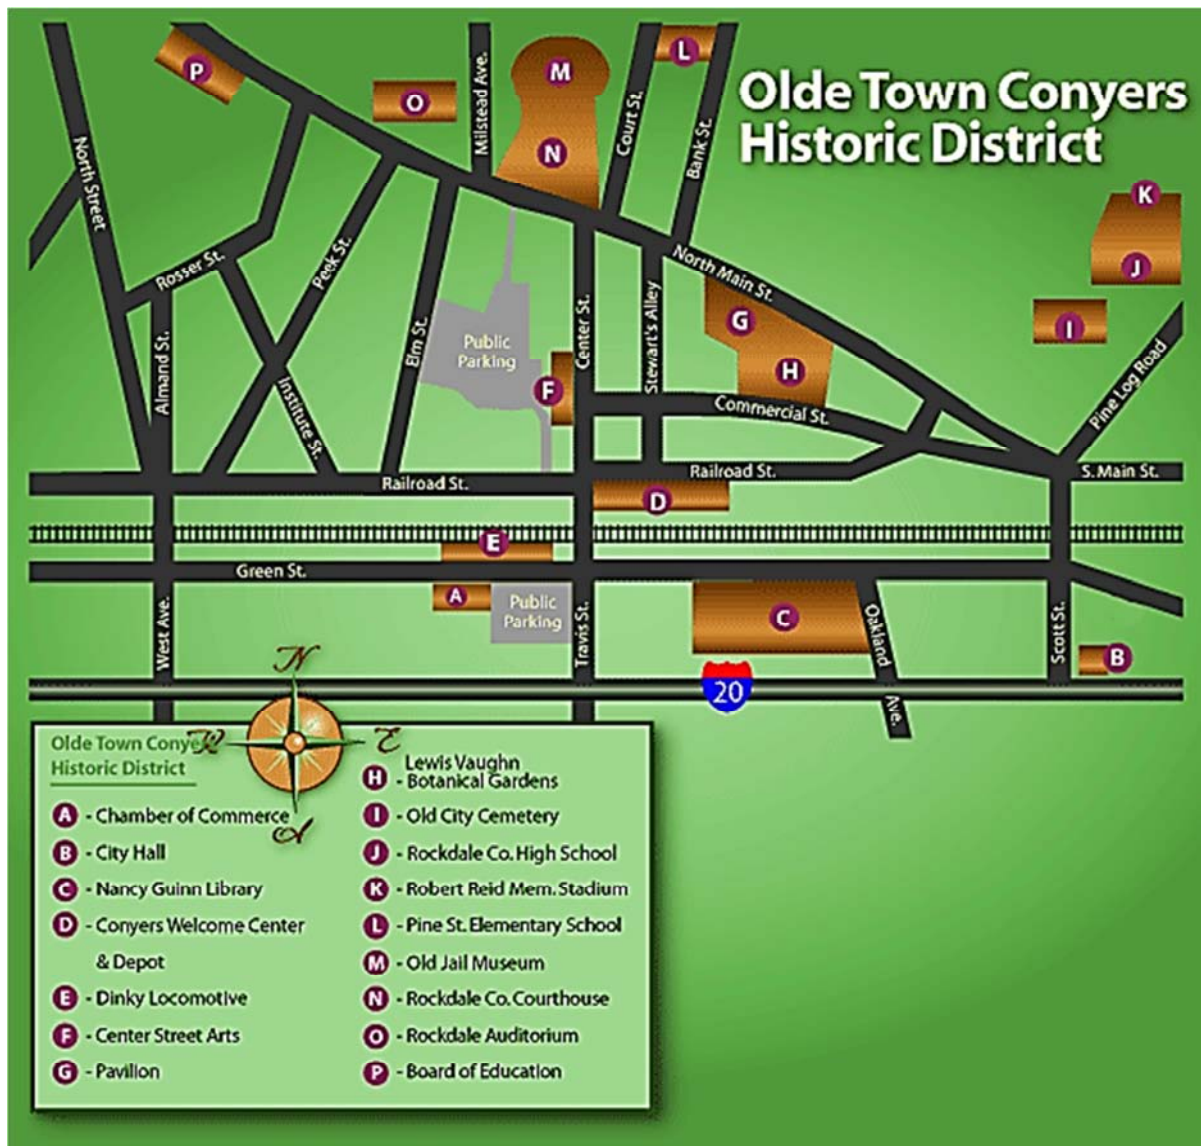 Olde Town Conyers
Historic District
P
O
M
N
L
K
J
I
G
H
F
D
E
A
C
B
Milstead Ave.
Court St.
Bank St.
North Street
Rosser St.
Peek St.
Elm St.
Almand St.
Institute St.
Public
Parking
Center St.
Stewart's Alley
North Main St.
Commercial St.
Pine Log Road
Railroad St.
Railroad St.
S. Main St.
Green St.
Public
Parking
West Ave.
Travis St.
Oakland
Ave.
Scott St.
20
N
E
Olde Town Conyers
Historic District
A - Chamber of Commerce
B - City Hall
C - Nancy Guinn Library
D - Conyers Welcome Center
& Depot
E - Dinky Locomotive
F - Center Street Arts
G - Pavilion
Lewis Vaughn
H - Botanical Gardens
I - Old City Cemetery
J - Rockdale Co. High School
K - Robert Reid Mem. Stadium
L - Pine St. Elementary School
M - Old Jail Museum
N - Rockdale Co. Courthouse
O - Rockdale Auditorium
P - Board of Education